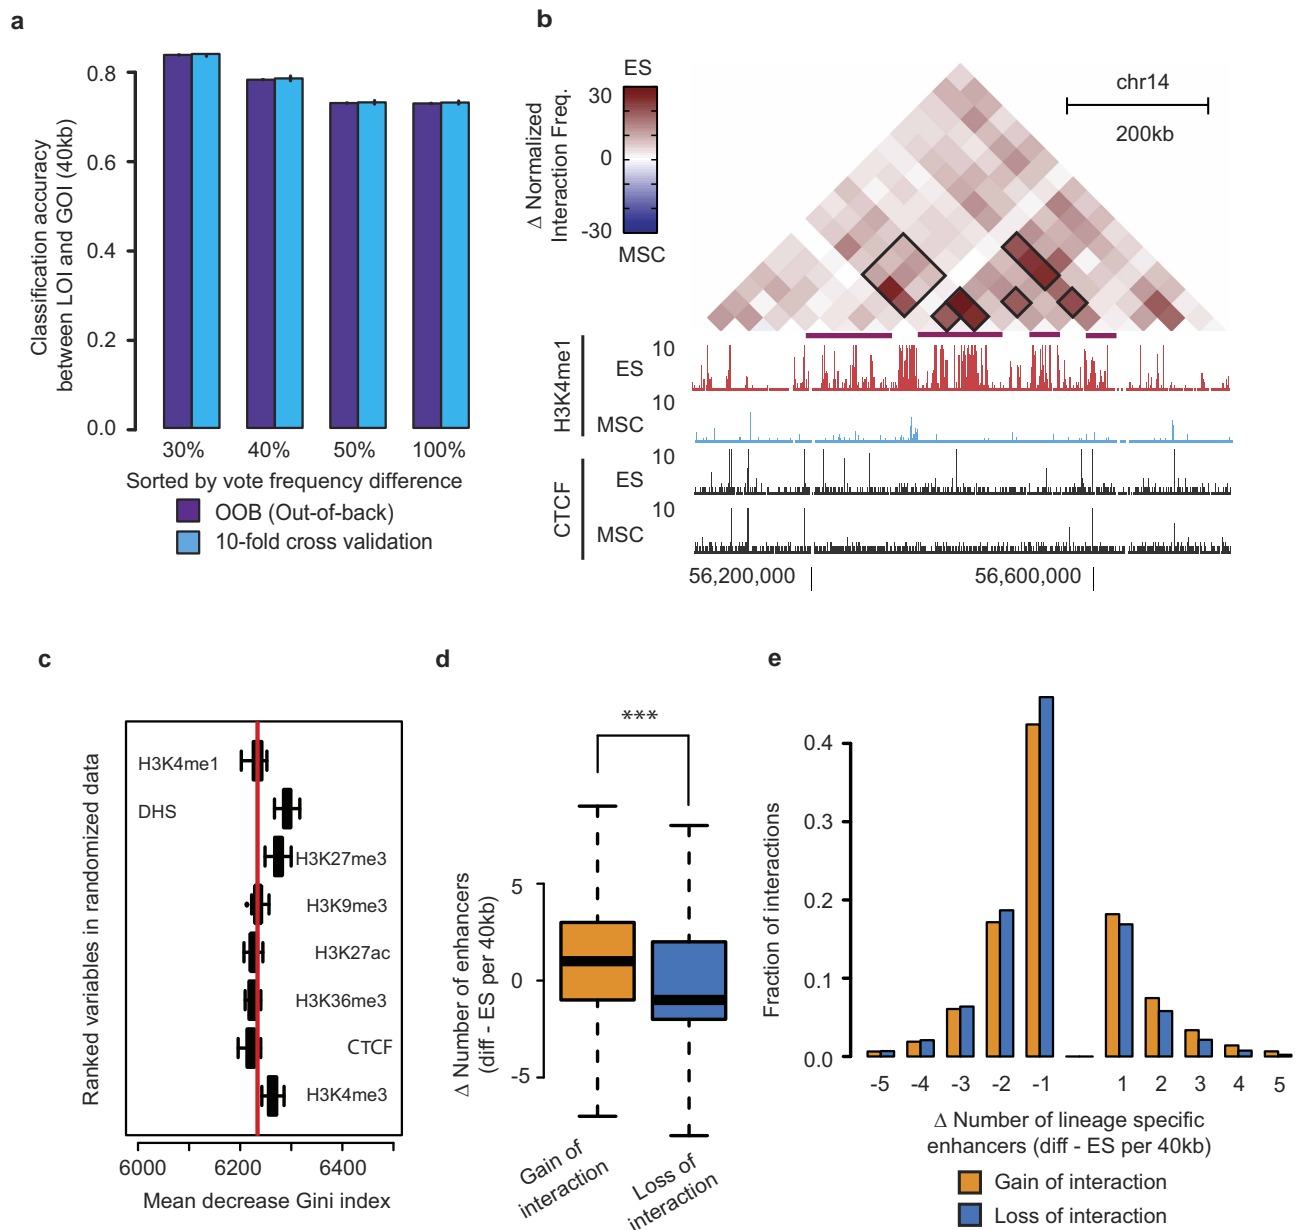 a
Classification accuracy
between LOI and GOI (40kb)
0.8
0.6
0.4
0.2
0.0
30%
40%
50%
100%
Sorted by vote frequency difference
OOB (Out-of-back)
10-fold cross validation
b
ES
Δ Normalized
Interaction Freq.
30
0
-30
MSC
chr14
200kb
H3K4me1
10
ES
10
MSC
CTCF
10
ES
10
MSC
56,200,000
56,600,000
c
Ranked variables in randomized data
H3K4me1
DHS
H3K27me3
H3K9me3
H3K27ac
H3K36me3
CTCF
H3K4me3
6000
6200
6400
Mean decrease Gini index
d
***
Δ Number of enhancers
(diff - ES per 40kb)
5
0
-5
Gain of
interaction
Loss of
interaction
e
Fraction of interactions
0.4
0.3
0.2
0.1
0.0
-5
-4
-3
-2
-1
1
2
3
4
5
Δ Number of lineage specific
enhancers (diff - ES per 40kb)
Gain of interaction
Loss of interaction